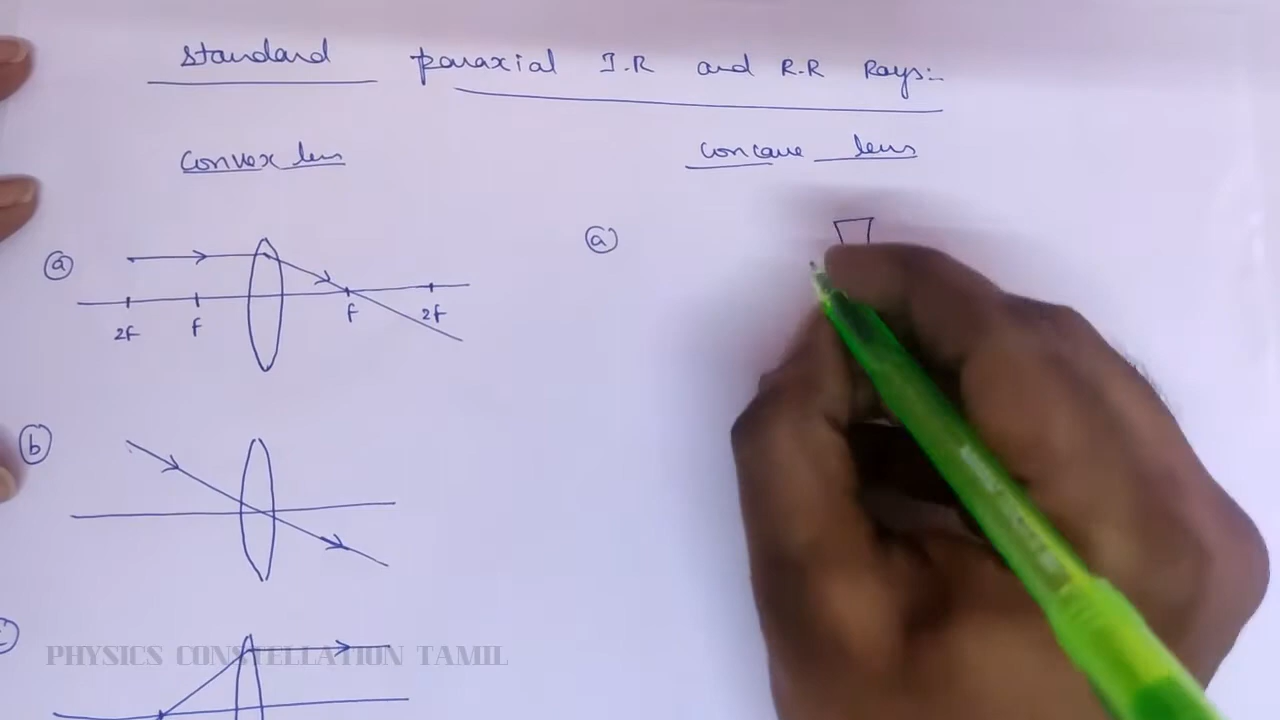 Standard paraxial I.R and R.R Rays:-
Convex lens
Concave lens
a
2f f f 2f
a
b
PHYSICS CONSTELLATION TAMIL